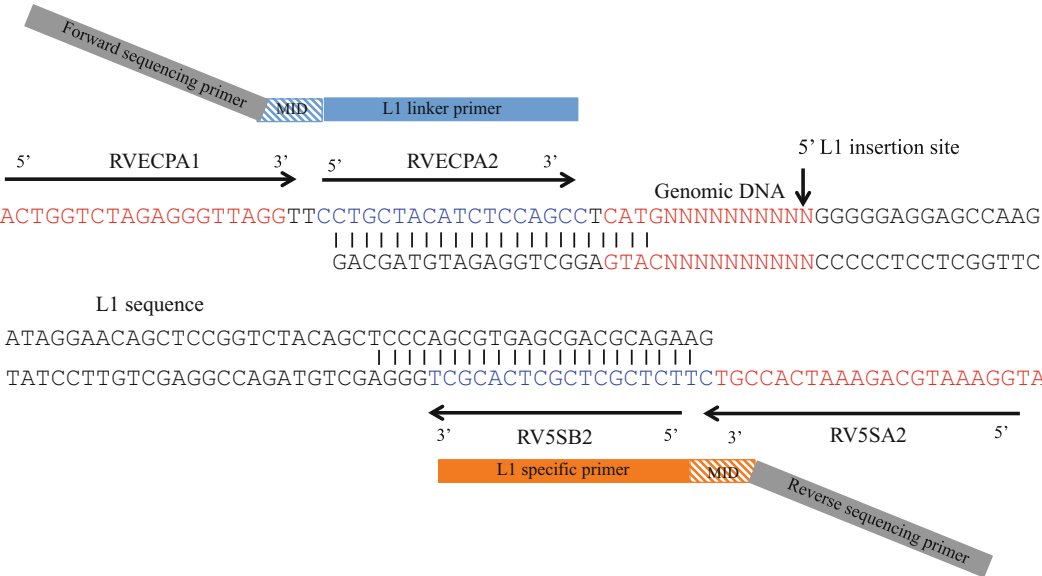 Forward sequencing primer
MID
L1 linker primer
5’ RVECPA1 3’
5’ RVECPA2 3’
5’ L1 insertion site
Genomic DNA
ACTGGTCTAGAGGGTTAGGTTCCTGCTACATCTCCAGCCTCATGNNNNNNNNNNGGGGGAGGAGCCAAG
GACGATGTAGAGGTCGGAGTACNNNNNNNNNNCCCCCTCCTCGGTTC
L1 sequence
ATAGGAACAGCTCCGGTCTACAGCTCCCAGCGTGAGCGACGCAGAAG
TATCCTTGTCGAGGCCAGATGTCGAGGGTCGCACTCGCTCGCTCTTCTGCCACTAAAGACGTAAAGGTA
3’ RV5SB2 5’
3’ RV5SA2 5’
L1 specific primer
MID
Reverse sequencing primer